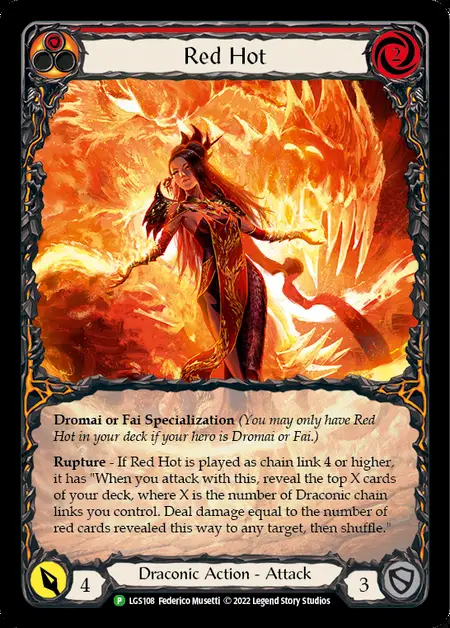 Red Hot
2
Dromai or Fai Specialization (You may only have Red
Hot in your deck if your hero is Dromai or Fai.)
Rupture - If Red Hot is played as chain link 4 or higher,
it has "When you attack with this, reveal the top X cards
of your deck, where X is the number of Draconic chain
links you control. Deal damage equal to the number of
red cards revealed this way to any target, then shuffle."
4
Draconic Action - Attack
3
P LGS108 Federico Musetti © 2022 Legend Story Studios